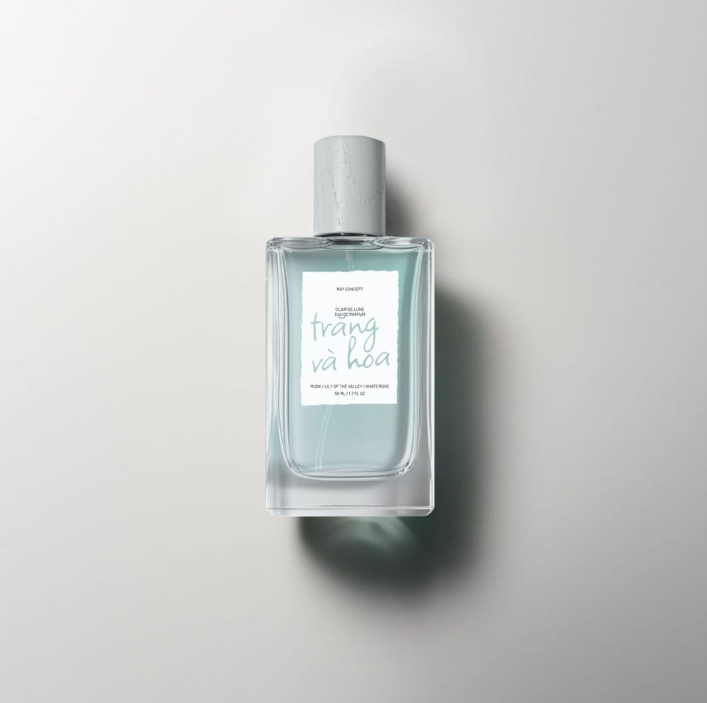 MAY CONCEPT
CLAIR DE LUNE
EAU DE PARFUM
trăng
và hoa
MUSK / LILY OF THE VALLEY / WHITE ROSE
50 ML / 1.7 FL OZ